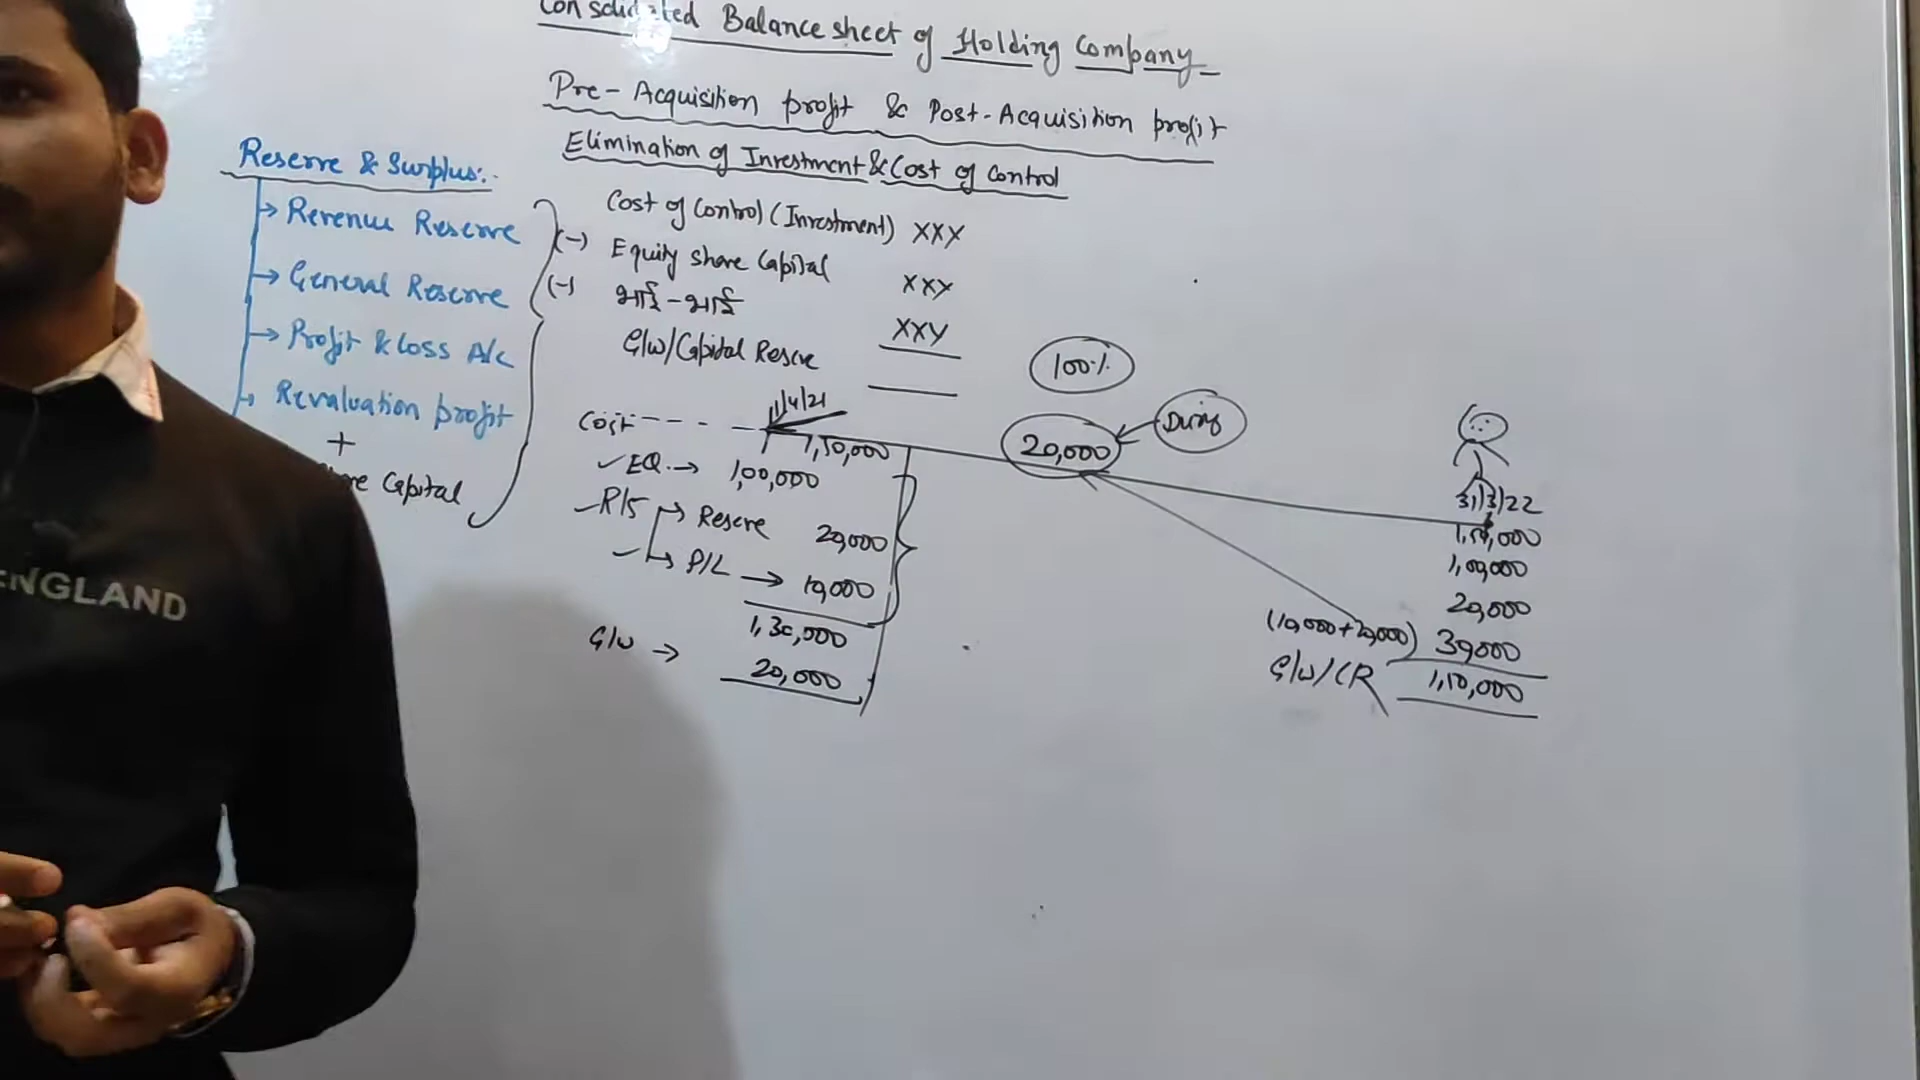 Consolidated Balance sheet of Holding Company
Pre-Acquisition profit & Post-Acquisition profit
Elimination of Investment & Cost of Control
Reserve & Surplus:-
→ Revenue Reserve
→ General Reserve
→ Profit & Loss A/c
→ Revaluation profit
+
re Capital
Cost of Control (Investment) XXX
(-) Equity share Capital XXX
(-) भाई-भाई XXX
G/W/Capital Reserve
100%
1/4/21
Cost ---- 1,50,000
EQ. → 1,00,000
R/S → Reserve 20,000
→ P/L → 10,000
1,30,000
G/W → 20,000
20,000
During
31/3/22
1,50,000
1,00,000
20,000
(10,000+20,000) 30,000
G/W/CR 1,50,000
ENGLAND